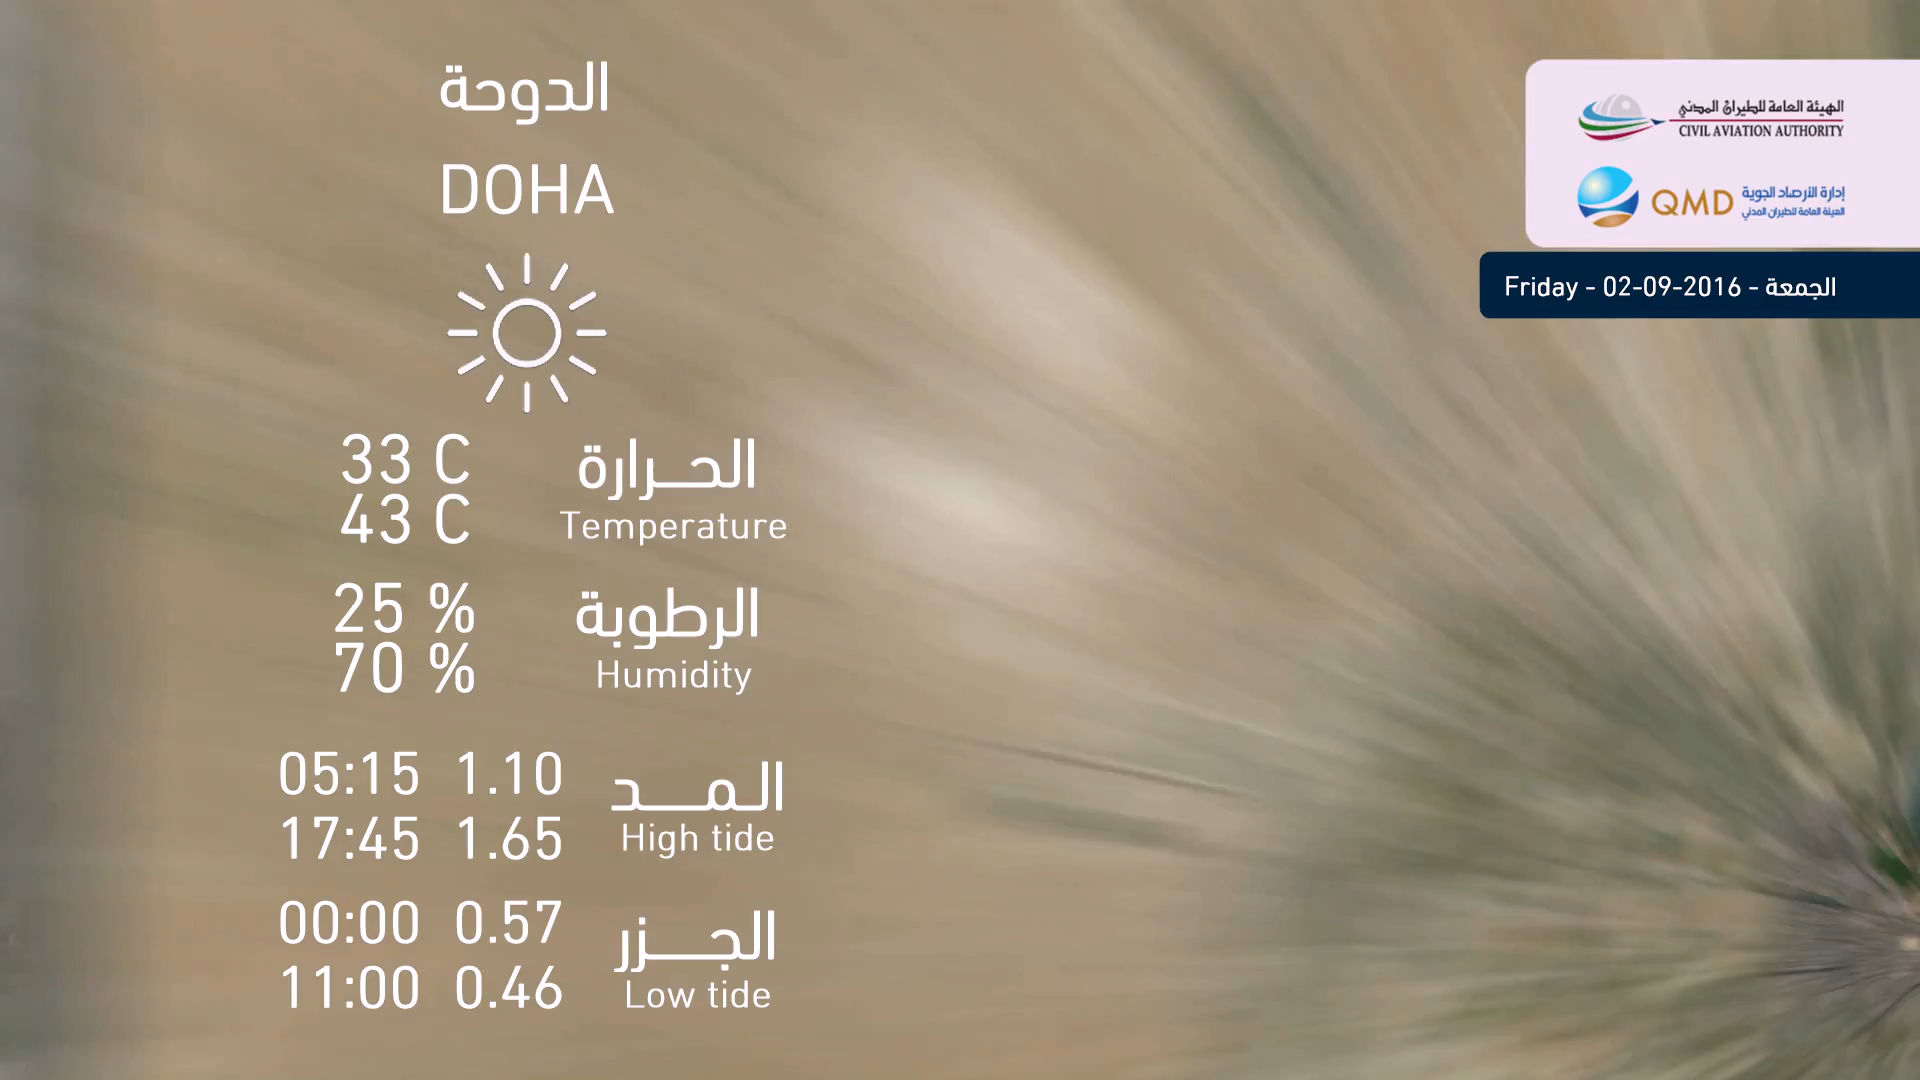 الدوحة
DOHA
33 C
43 C
الحـــرارة
Temperature
25 %
70 %
الرطوبة
Humidity
05:15 1.10
17:45 1.65
الـمــــد
High tide
00:00 0.57
11:00 0.46
الجــــزر
Low tide
الهيئة العامة للطيران المدني
CIVIL AVIATION AUTHORITY
QMD
إدارة الأرصاد الجوية
الهيئة العامة للطيران المدني
Friday - 02-09-2016 - الجمعة